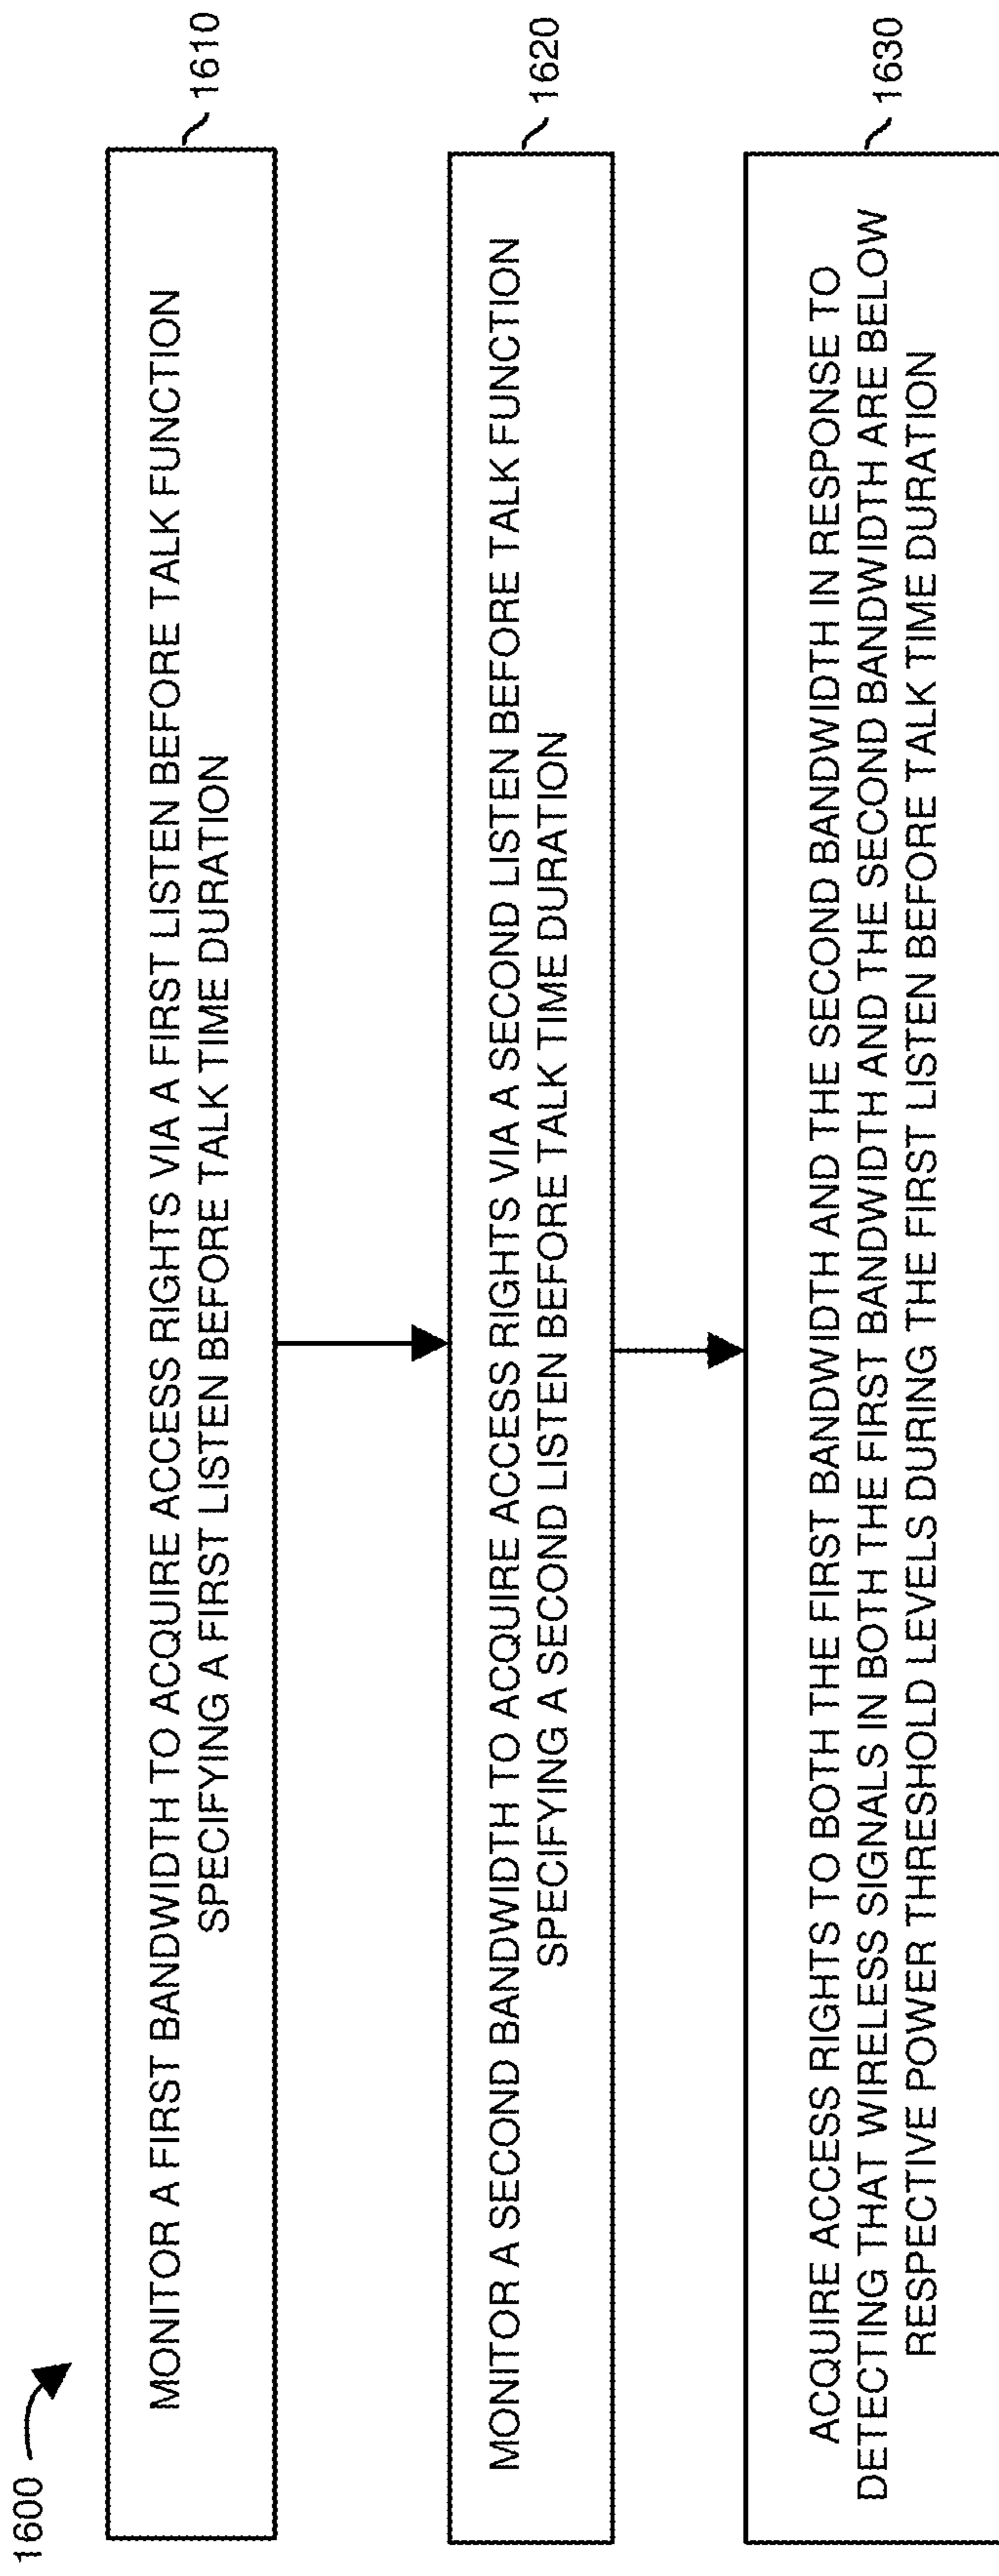 1600
MONITOR A FIRST BANDWIDTH TO ACQUIRE ACCESS RIGHTS VIA A FIRST LISTEN BEFORE TALK FUNCTION
SPECIFYING A FIRST LISTEN BEFORE TALK TIME DURATION
1610
MONITOR A SECOND BANDWIDTH TO ACQUIRE ACCESS RIGHTS VIA A SECOND LISTEN BEFORE TALK FUNCTION
SPECIFYING A SECOND LISTEN BEFORE TALK TIME DURATION
1620
ACQUIRE ACCESS RIGHTS TO BOTH THE FIRST BANDWIDTH AND THE SECOND BANDWIDTH IN RESPONSE TO
DETECTING THAT WIRELESS SIGNALS IN BOTH THE FIRST BANDWIDTH AND THE SECOND BANDWIDTH ARE BELOW
RESPECTIVE POWER THRESHOLD LEVELS DURING THE FIRST LISTEN BEFORE TALK TIME DURATION
1630